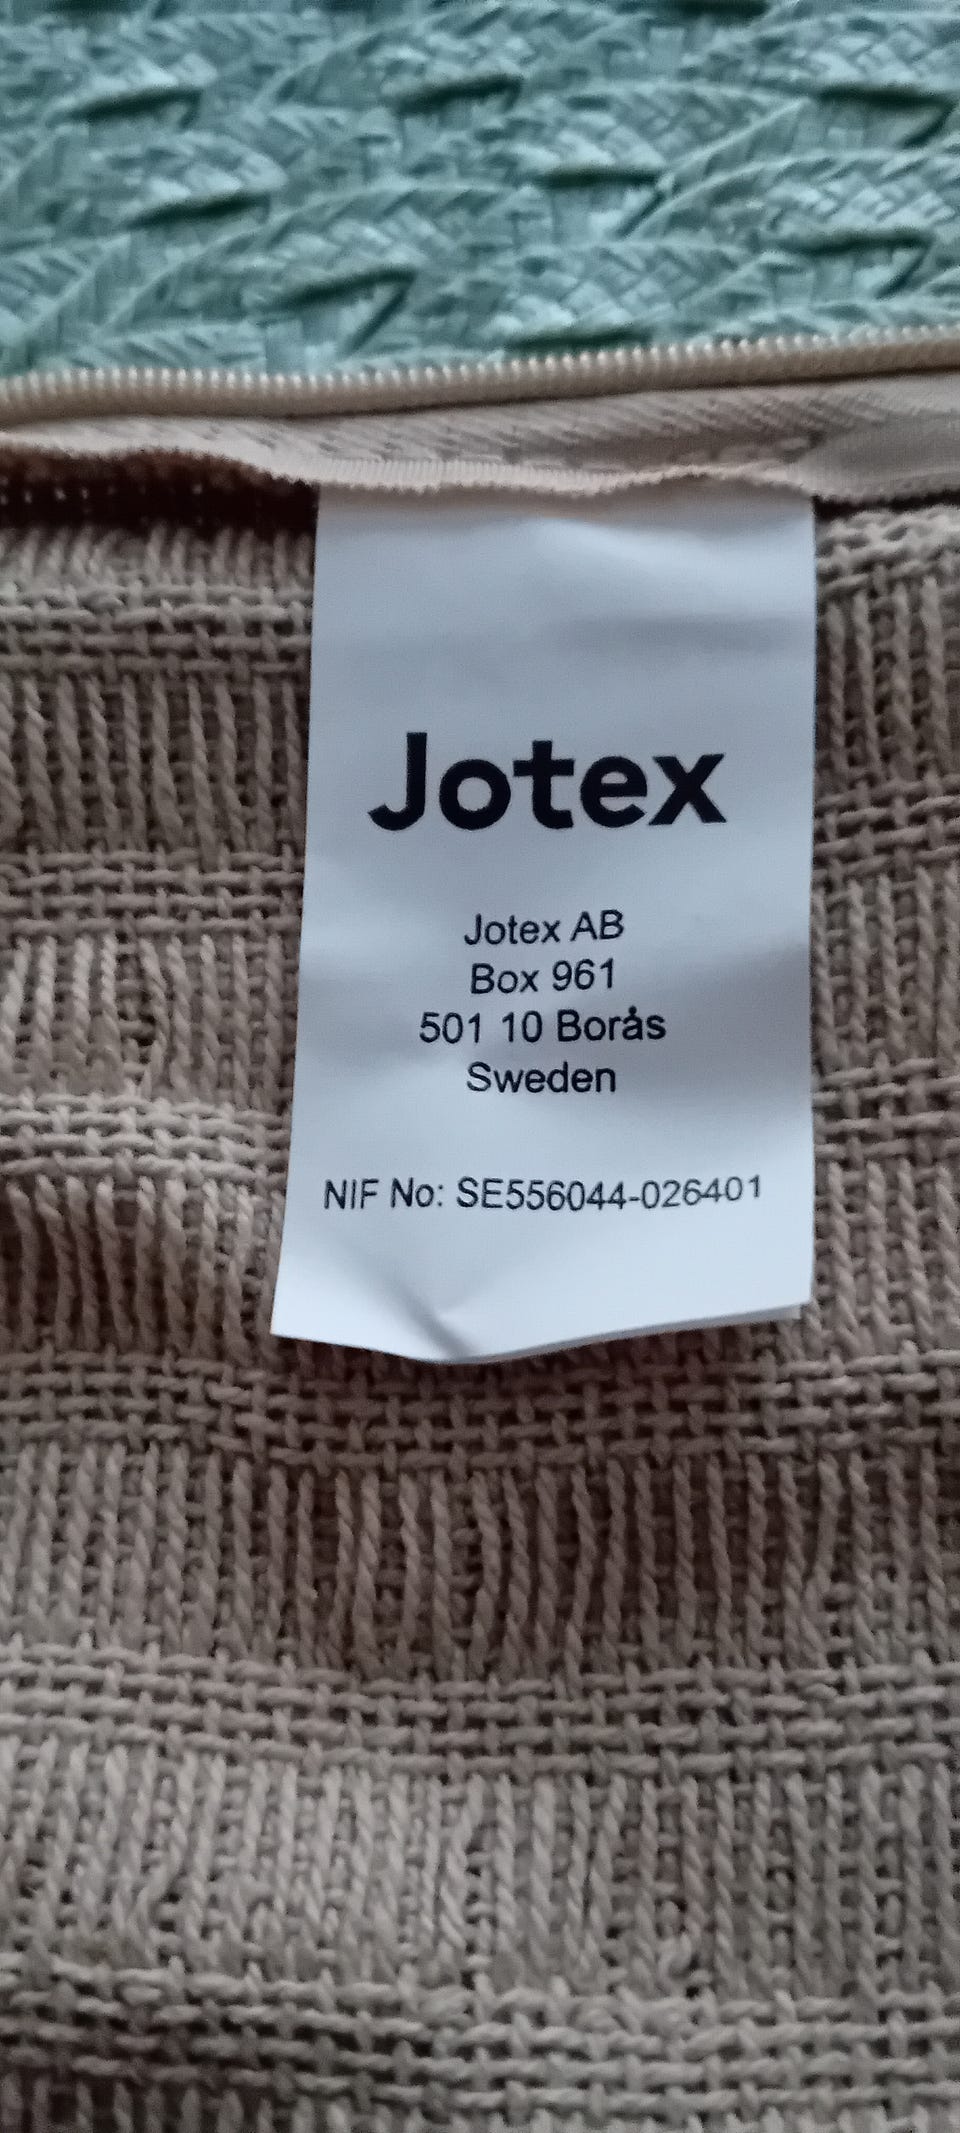 Jotex
Jotex AB
Box 961
501 10 Borås
Sweden
NIF No: SE556044-026401